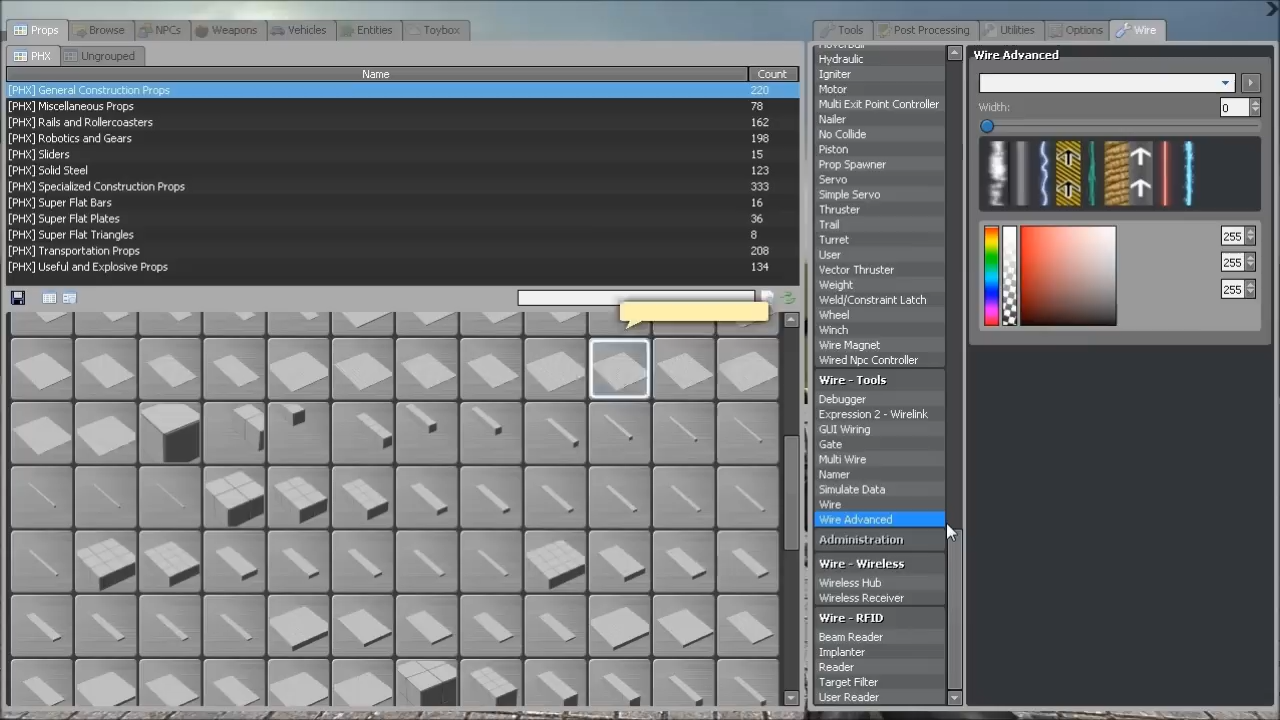 Props Browse NPCs Weapons Vehicles Entities Toybox
PHX Ungrouped
Name Count
[PHX] General Construction Props 220
[PHX] Miscellaneous Props 78
[PHX] Rails and Rollercoasters 162
[PHX] Robotics and Gears 198
[PHX] Sliders 15
[PHX] Solid Steel 123
[PHX] Specialized Construction Props 333
[PHX] Super Flat Bars 16
[PHX] Super Flat Plates 36
[PHX] Super Flat Triangles 8
[PHX] Transportation Props 208
[PHX] Useful and Explosive Props 134
Tools Post Processing Utilities Options Wire
Hoverball
Hydraulic
Igniter
Motor
Multi Exit Point Controller
Nailer
No Collide
Piston
Prop Spawner
Servo
Simple Servo
Thruster
Trail
Turret
User
Vector Thruster
Weight
Weld/Constraint Latch
Wheel
Winch
Wire Magnet
Wired Npc Controller
Wire - Tools
Debugger
Expression 2 - Wirelink
GUI Wiring
Gate
Multi Wire
Namer
Simulate Data
Wire
Wire Advanced
Administration
Wire - Wireless
Wireless Hub
Wireless Receiver
Wire - RFID
Beam Reader
Implanter
Reader
Target Filter
User Reader
Wire Advanced
Width: 0
255
255
255